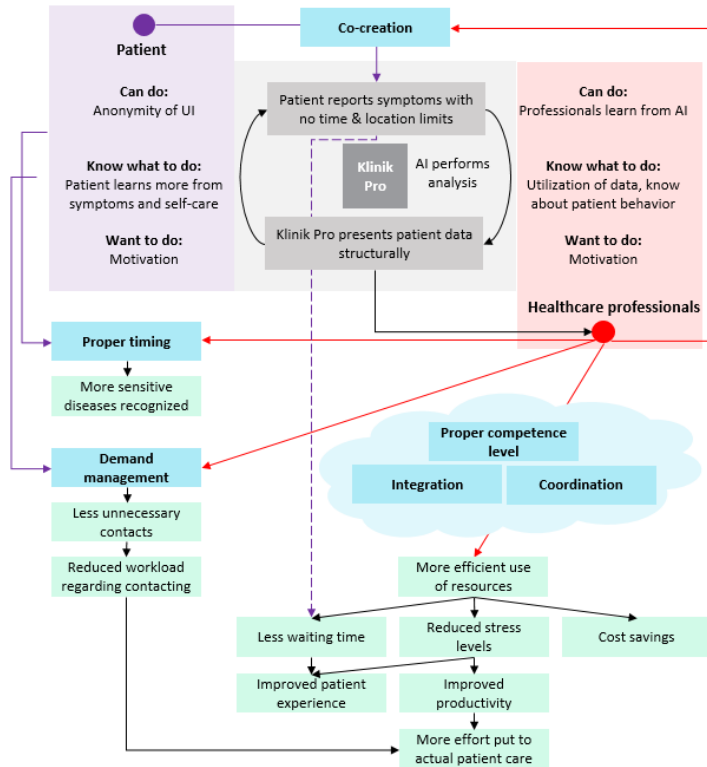 Co-creation
Patient
Can do:
Anonymity of UI
Know what to do:
Patient learns more from
symptoms and self-care
Want to do:
Motivation
Patient reports symptoms with
no time & location limits
Klinik
Pro
AI performs
analysis
Klinik Pro presents patient data
structurally
Can do:
Professionals learn from AI
Know what to do:
Utilization of data, know
about patient behavior
Want to do:
Motivation
Healthcare professionals
Proper timing
More sensitive
diseases recognized
Demand
management
Less unnecessary
contacts
Reduced workload
regarding contacting
Proper competence
level
Integration
Coordination
More efficient use
of resources
Less waiting time
Reduced stress
levels
Cost savings
Improved patient
experience
Improved
productivity
More effort put to
actual patient care